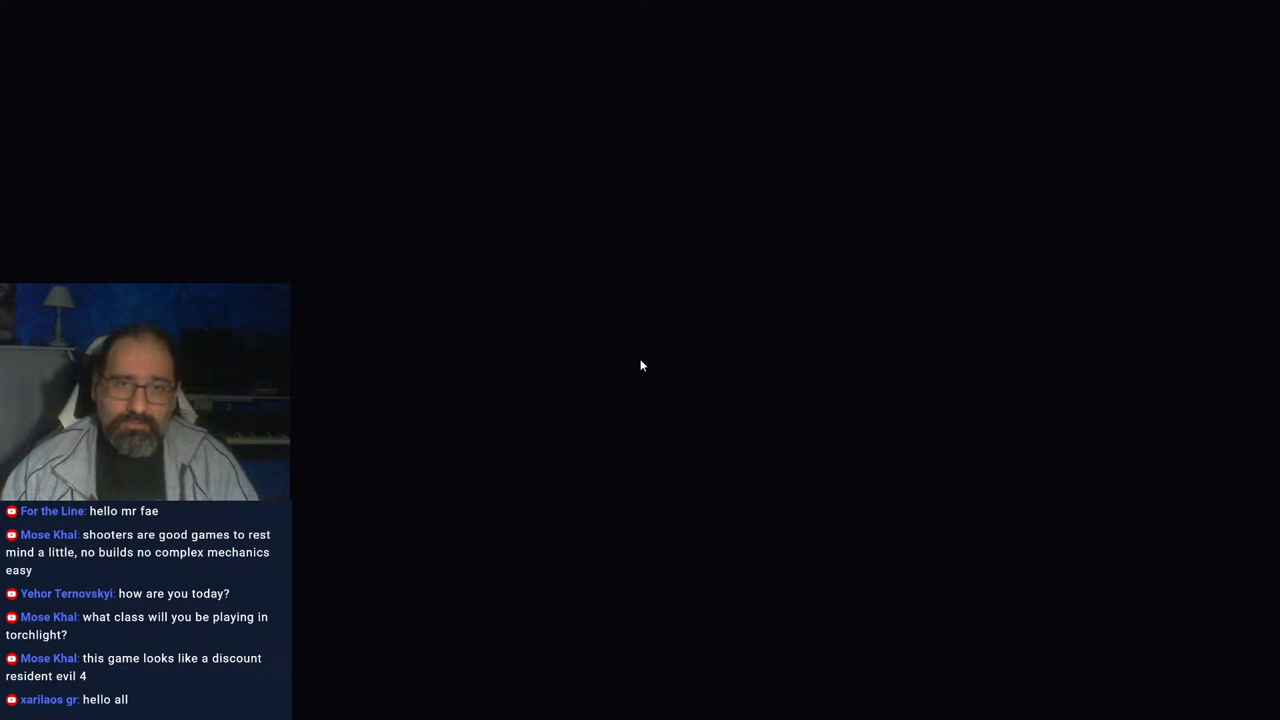 For the Line: hello mr fae
Mose Khal: shooters are good games to rest
mind a little, no builds no complex mechanics
easy
Yehor Ternovskyi: how are you today?
Mose Khal: what class will you be playing in
torchlight?
Mose Khal: this game looks like a discount
resident evil 4
xarilaos gr: hello all